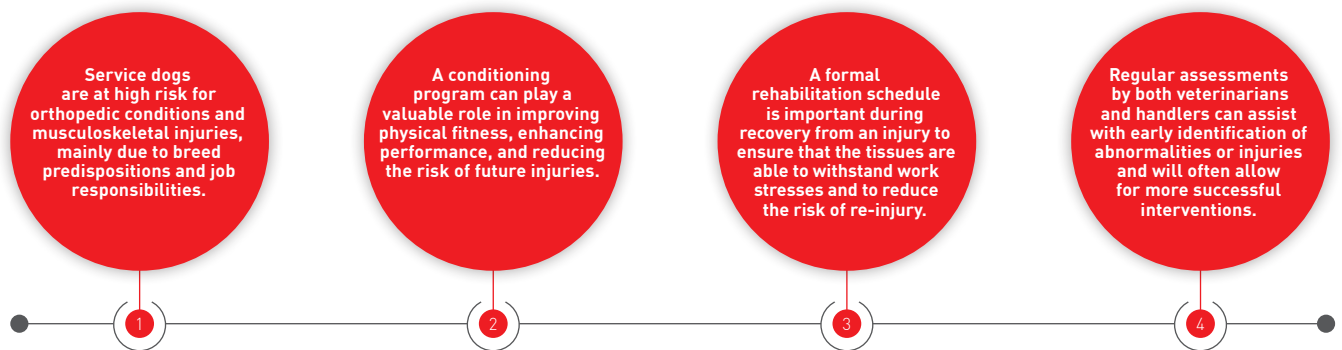 Service dogs
are at high risk for
orthopedic conditions and
musculoskeletal injuries,
mainly due to breed
predispositions and job
responsibilities.
A conditioning
program can play a
valuable role in improving
physical fitness, enhancing
performance, and reducing
the risk of future injuries.
A formal
rehabilitation schedule
is important during
recovery from an injury to
ensure that the tissues are
able to withstand work
stresses and to reduce
the risk of re-injury.
Regular assessments
by both veterinarians
and handlers can assist
with early identification of
abnormalities or injuries
and will often allow
for more successful
interventions.
1
2
3
4